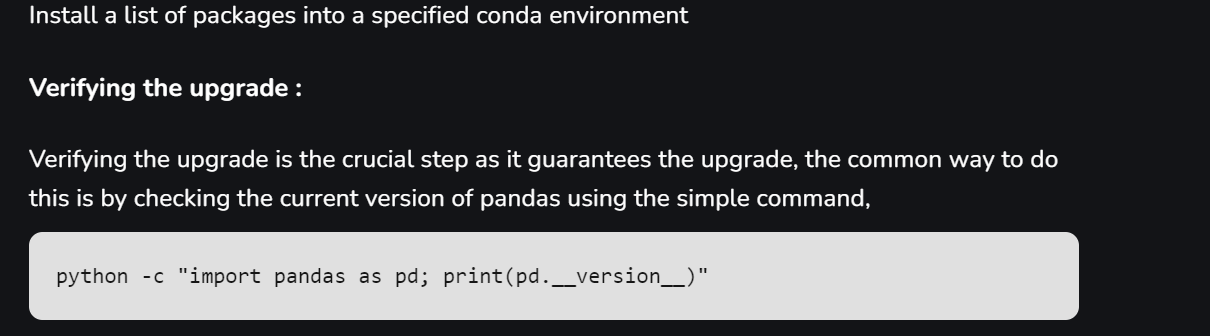 Install a list of packages into a specified conda environment
Verifying the upgrade :
Verifying the upgrade is the crucial step as it guarantees the upgrade, the common way to do
this is by checking the current version of pandas using the simple command,
python -c "import pandas as pd; print(pd.__version__)"